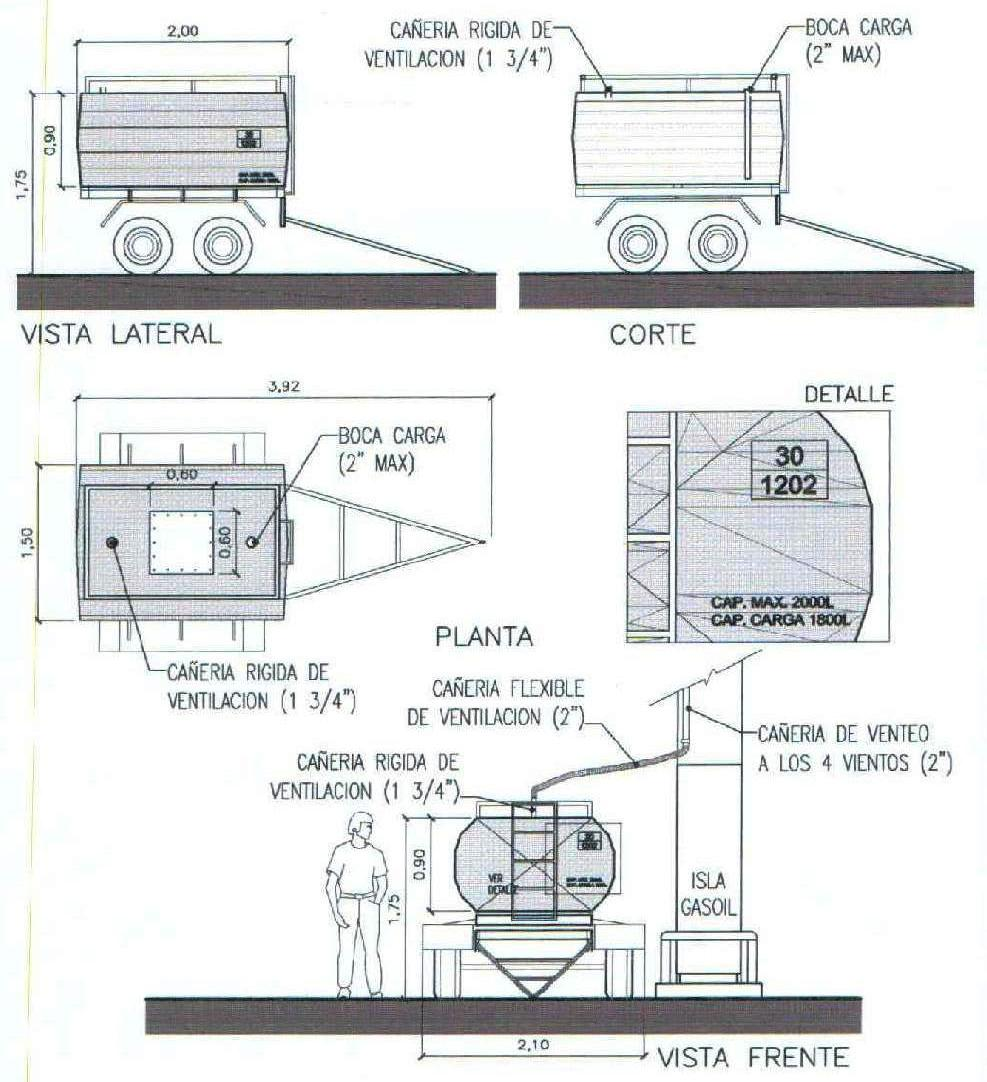 2,00
CAÑERIA RIGIDA DE
VENTILACION (1 3/4")
BOCA CARGA
(2" MAX)
0,90
1,75
30
1202
VISTA LATERAL
CORTE
3,92
DETALLE
BOCA CARGA
(2" MAX)
0,60
0,60
1,50
30
1202
CAP. MAX. 2000L
CAP. CARGA 1800L
PLANTA
CAÑERIA RIGIDA DE
VENTILACION (1 3/4")
CAÑERIA FLEXIBLE
DE VENTILACION (2")
CAÑERIA DE VENTEO
A LOS 4 VIENTOS (2")
CAÑERIA RIGIDA DE
VENTILACION (1 3/4")
0,90
1,75
30
1202
VER
DETALLE
ISLA
GASOIL
2,10
VISTA FRENTE